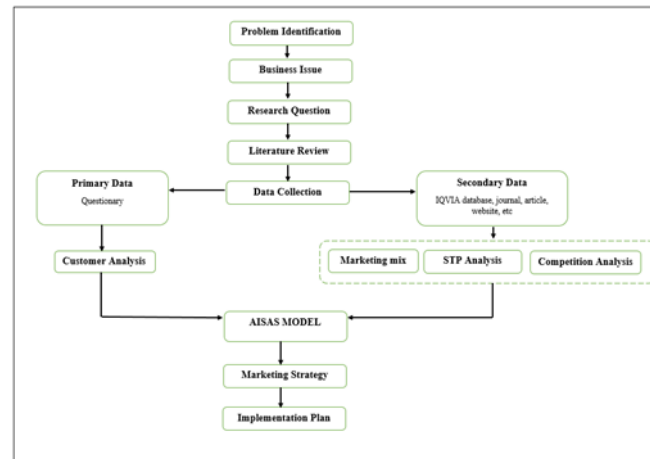 Problem Identification
Business Issue
Research Question
Literature Review
Data Collection
Primary Data
Questionary
Secondary Data
IQVIA database, journal, article,
website, etc
Customer Analysis
Marketing mix
STP Analysis
Competition Analysis
AISAS MODEL
Marketing Strategy
Implementation Plan